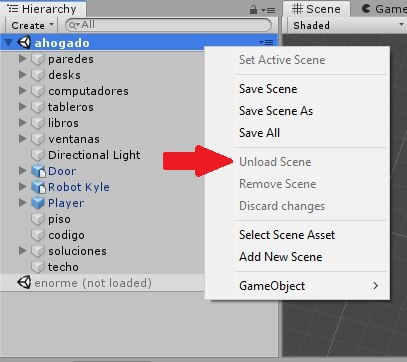 Hierarchy
Create
All
ahogado
paredes
desks
computadores
tableros
libros
ventanas
Directional Light
Door
Robot Kyle
Player
piso
codigo
soluciones
techo
enorme (not loaded)
Set Active Scene
Save Scene
Save Scene As
Save All
Unload Scene
Remove Scene
Discard changes
Select Scene Asset
Add New Scene
GameObject
Scene
Game
Shaded